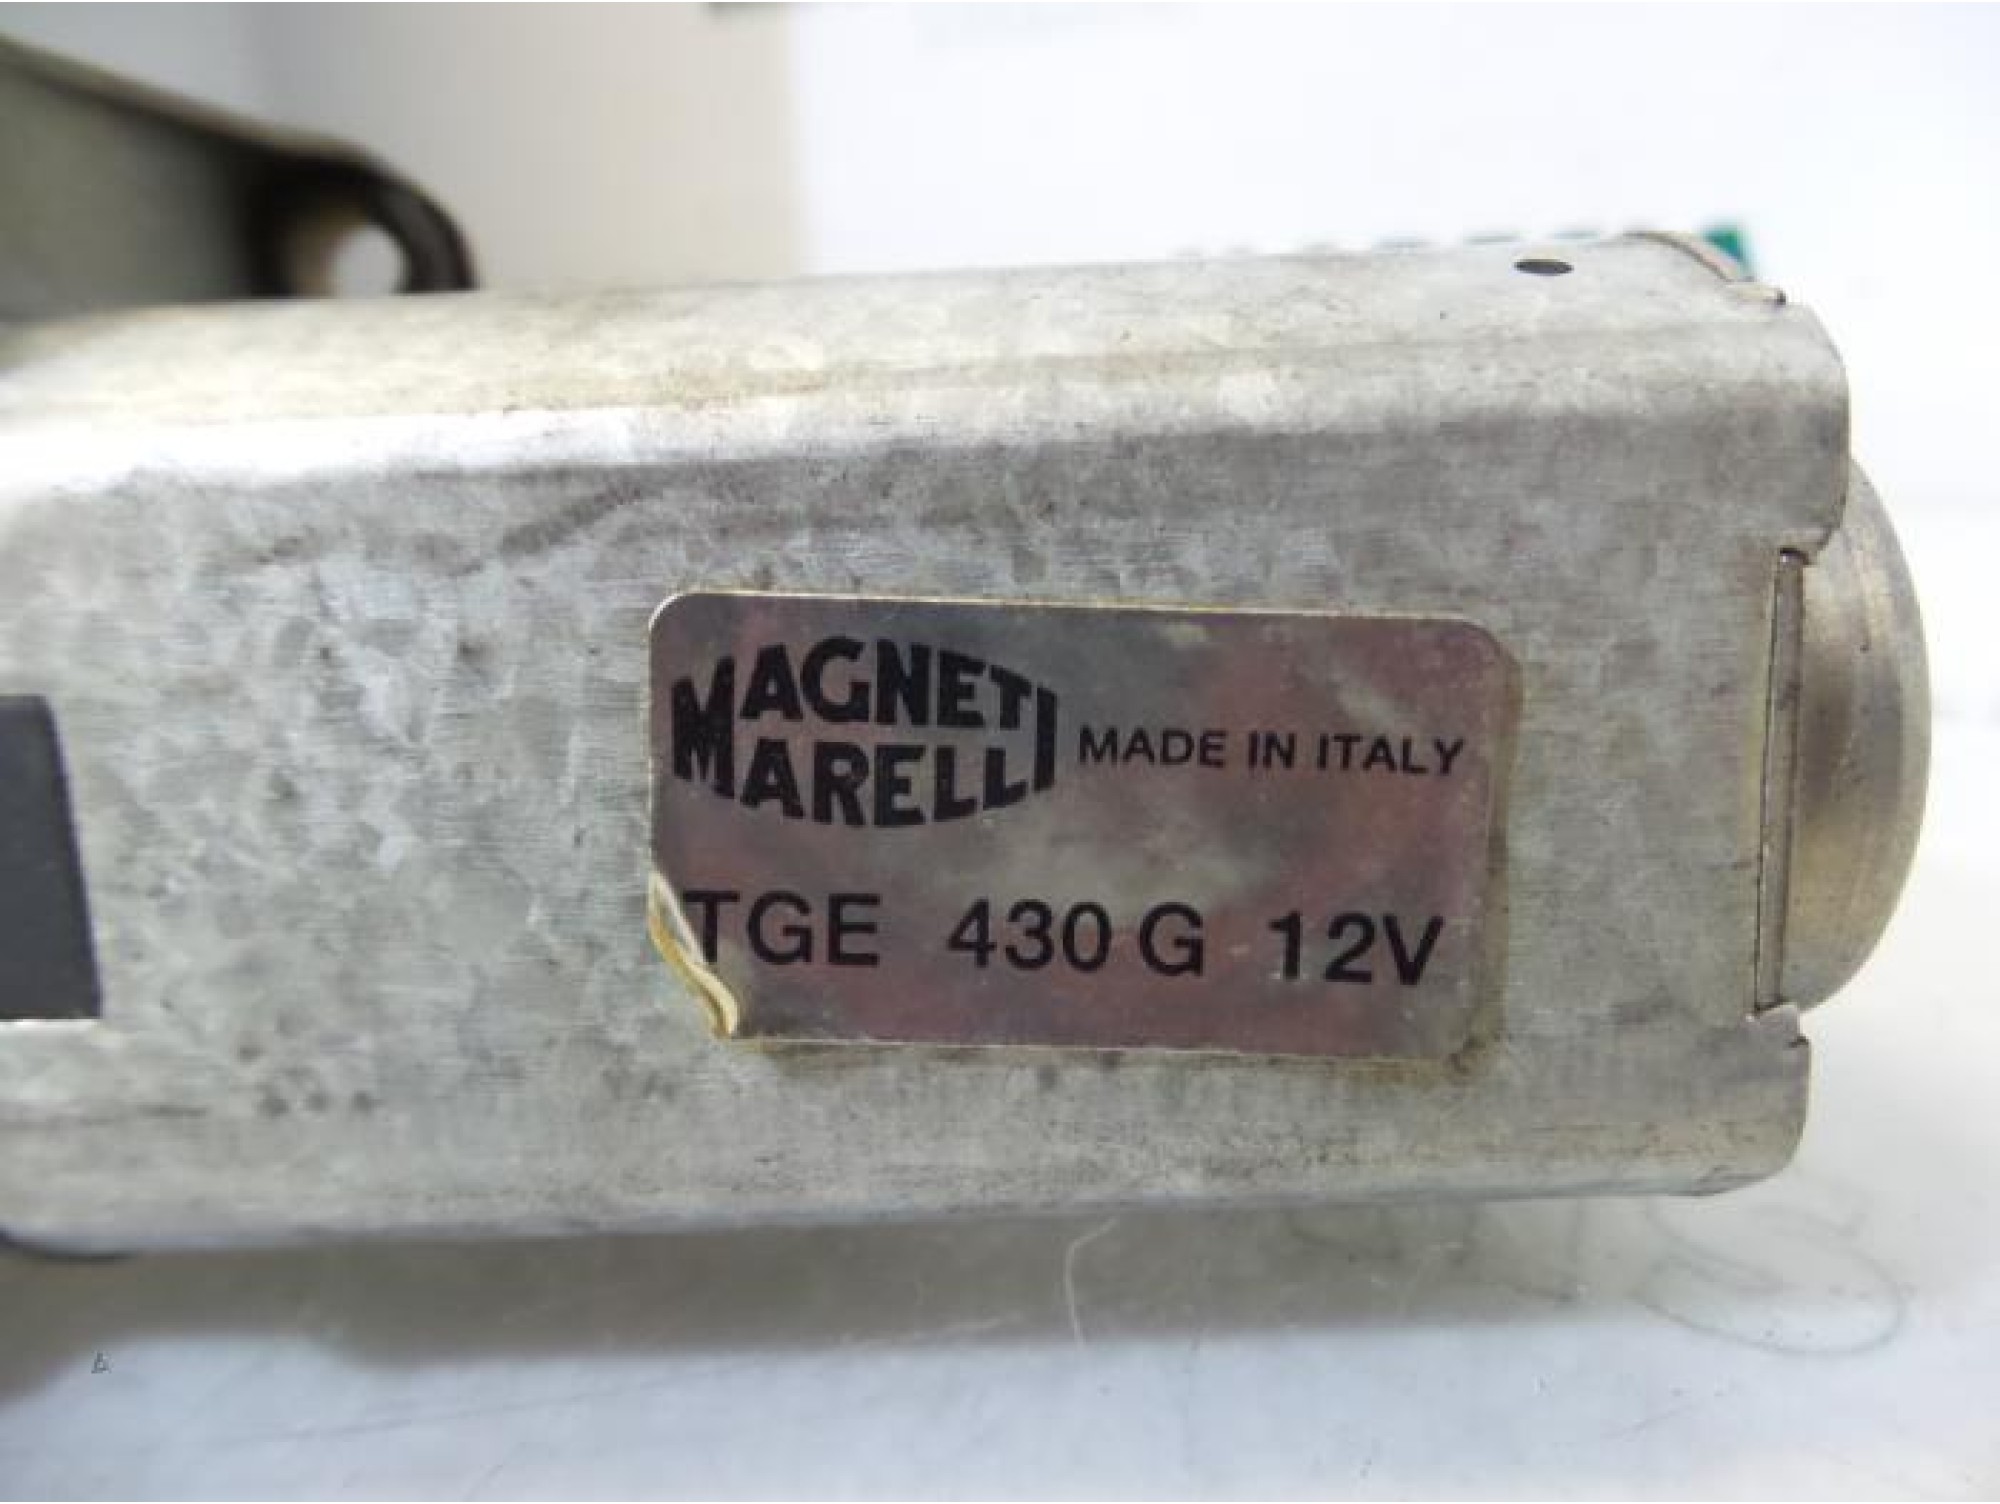 MAGNETI
MARELLI
MADE IN ITALY
TGE 430 G 12V